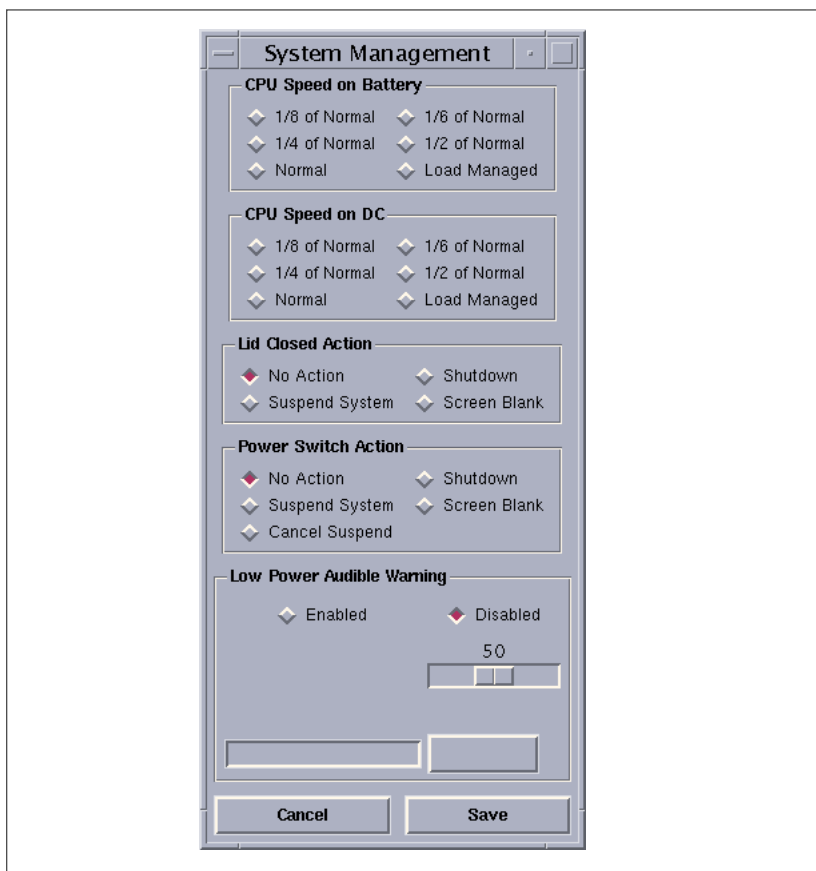 System Management
CPU Speed on Battery
1/8 of Normal 1/6 of Normal
1/4 of Normal 1/2 of Normal
Normal Load Managed
CPU Speed on DC
1/8 of Normal 1/6 of Normal
1/4 of Normal 1/2 of Normal
Normal Load Managed
Lid Closed Action
No Action Shutdown
Suspend System Screen Blank
Power Switch Action
No Action Shutdown
Suspend System Screen Blank
Cancel Suspend
Low Power Audible Warning
Enabled Disabled
50
Cancel Save